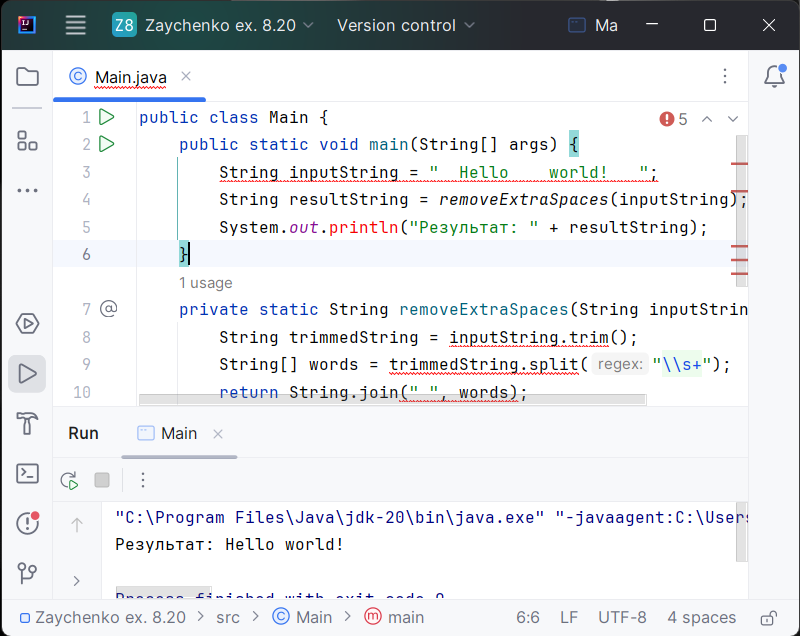 Z8 Zaychenko ex. 8.20 Version control Ma
Main.java
1 public class Main { 5
2 public static void main(String[] args) {
3 String inputString = "  Hello    world!   ";
4 String resultString = removeExtraSpaces(inputString);
5 System.out.println("Результат: " + resultString);
6 }
1 usage
7 @ private static String removeExtraSpaces(String inputStrin
8 String trimmedString = inputString.trim();
9 String[] words = trimmedString.split( regex: "\\s+");
10 return String.join(" ", words);
Run Main
"C:\Program Files\Java\jdk-20\bin\java.exe" "-javaagent:C:\Users
Результат: Hello world!
Process finished with exit code 0
Zaychenko ex. 8.20 > src > Main > main 6:6 LF UTF-8 4 spaces